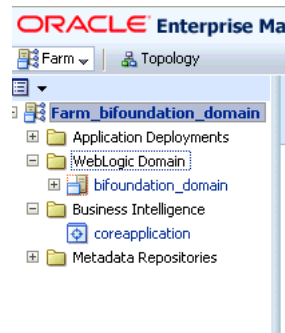 ORACLE Enterprise Ma
Farm Topology
Farm_bifoundation_domain
Application Deployments
WebLogic Domain
bifoundation_domain
Business Intelligence
coreapplication
Metadata Repositories